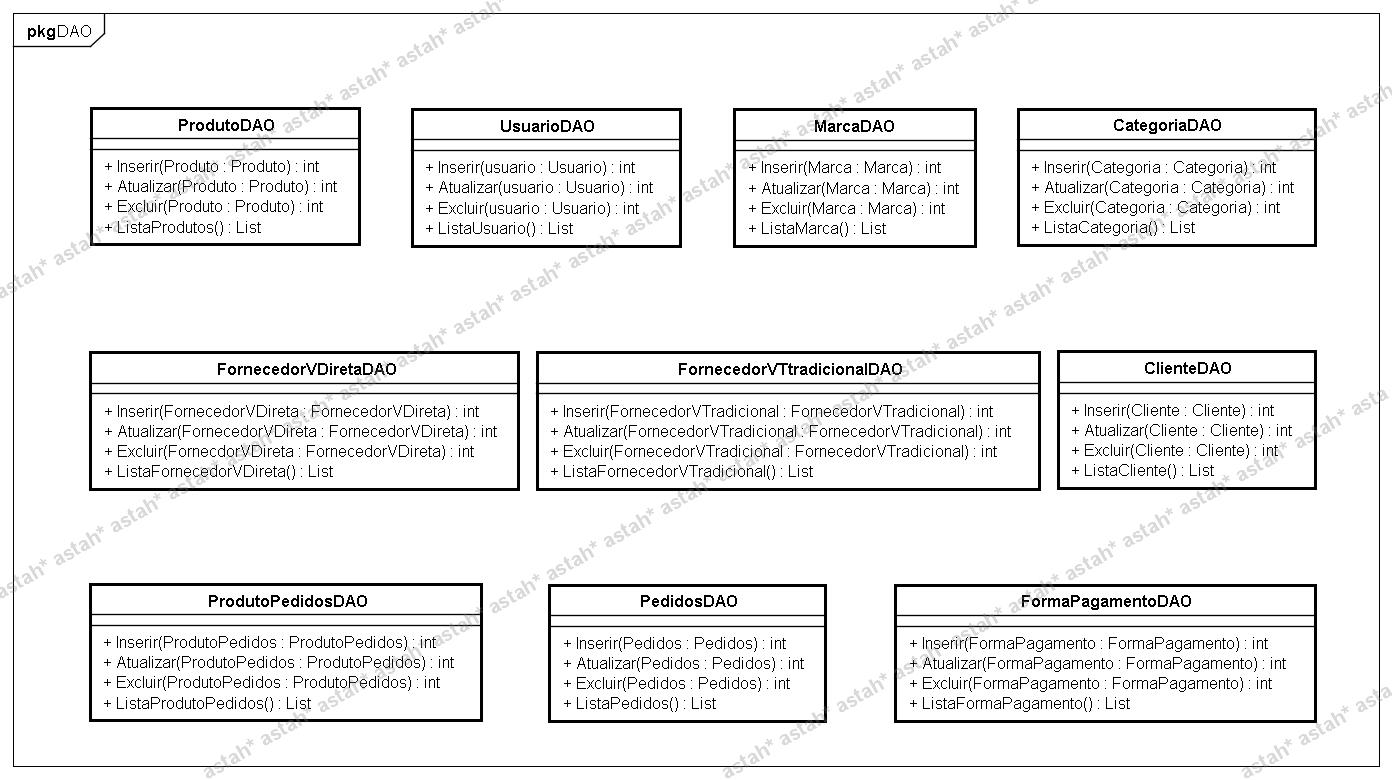 pkgDAO
ProdutoDAO
+ Inserir(Produto : Produto) : int
+ Atualizar(Produto : Produto) : int
+ Excluir(Produto : Produto) : int
+ ListaProdutos() : List
UsuarioDAO
+ Inserir(usuario : Usuario) : int
+ Atualizar(usuario : Usuario) : int
+ Excluir(usuario : Usuario) : int
+ ListaUsuario() : List
MarcaDAO
+ Inserir(Marca : Marca) : int
+ Atualizar(Marca : Marca) : int
+ Excluir(Marca : Marca) : int
+ ListaMarca() : List
CategoriaDAO
+ Inserir(Categoria : Categoria) : int
+ Atualizar(Categoria : Categoria) : int
+ Excluir(Categoria : Categoria) : int
+ ListaCategoria() : List
FornecedorVDiretaDAO
+ Inserir(FornecedorVDireta : FornecedorVDireta) : int
+ Atualizar(FornecedorVDireta : FornecedorVDireta) : int
+ Excluir(FornecdorVDireta : FornecedorVDireta) : int
+ ListaFornecedorVDireta() : List
FornecedorVTtradicionalDAO
+ Inserir(FornecedorVTradicional : FornecedorVTradicional) : int
+ Atualizar(FornecedorVTradicional : FornecedorVTradicional) : int
+ Excluir(FornecedorVTradicional : FornecedorVTradicional) : int
+ ListaFornecedorVTradicional() : List
ClienteDAO
+ Inserir(Cliente : Cliente) : int
+ Atualizar(Cliente : Cliente) : int
+ Excluir(Cliente : Cliente) : int
+ ListaCliente() : List
ProdutoPedidosDAO
+ Inserir(ProdutoPedidos : ProdutoPedidos) : int
+ Atualizar(ProdutoPedidos : ProdutoPedidos) : int
+ Excluir(ProdutoPedidos : ProdutoPedidos) : int
+ ListaProdutoPedidos() : List
PedidosDAO
+ Inserir(Pedidos : Pedidos) : int
+ Atualizar(Pedidos : Pedidos) : int
+ Excluir(Pedidos : Pedidos) : int
+ ListaPedidos() : List
FormaPagamentoDAO
+ Inserir(FormaPagamento : FormaPagamento) : int
+ Atualizar(FormaPagamento : FormaPagamento) : int
+ Excluir(FormaPagamento : FormaPagamento) : int
+ ListaFormaPagamento() : List